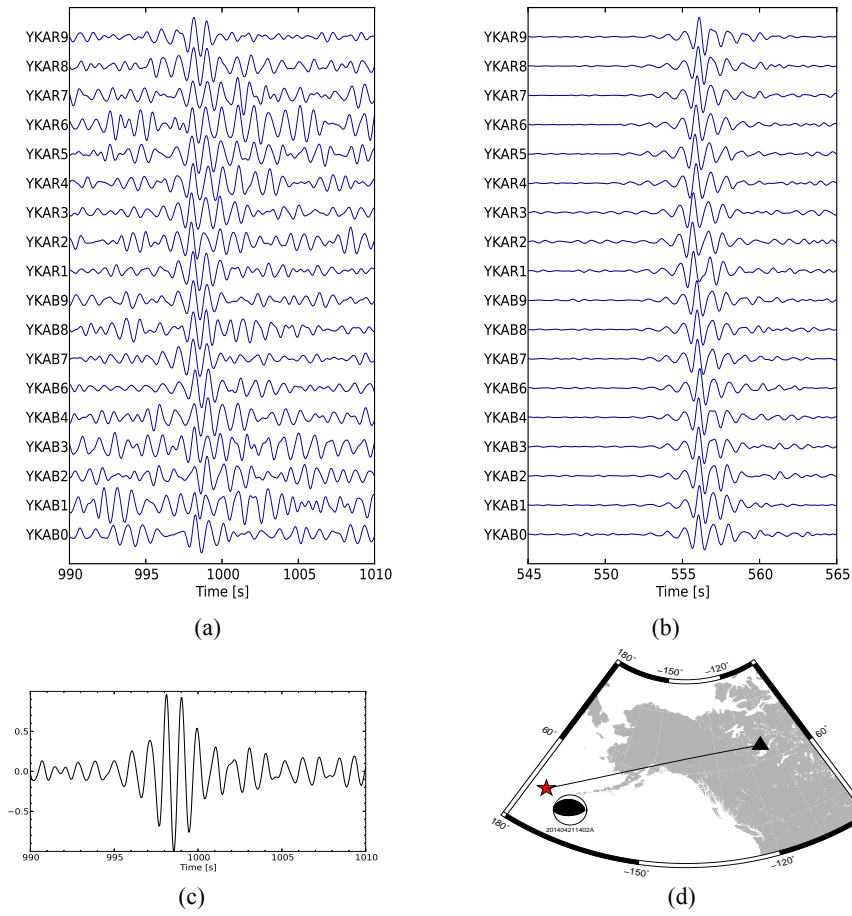 YKAR9
YKAR8
YKAR7
YKAR6
YKAR5
YKAR4
YKAR3
YKAR2
YKAR1
YKAB9
YKAB8
YKAB7
YKAB6
YKAB4
YKAB3
YKAB2
YKAB1
YKAB0
990 995 1000 1005 1010
Time [s]
(a)
YKAR9
YKAR8
YKAR7
YKAR6
YKAR5
YKAR4
YKAR3
YKAR2
YKAR1
YKAB9
YKAB8
YKAB7
YKAB6
YKAB4
YKAB3
YKAB2
YKAB1
YKAB0
545 550 555 560 565
Time [s]
(b)
0.5
0.0
−0.5
990 995 1000 1005 1010
Time [s]
(c)
180° −150° −120°
60° 60°
201404211402A
180° −150° −120°
(d)